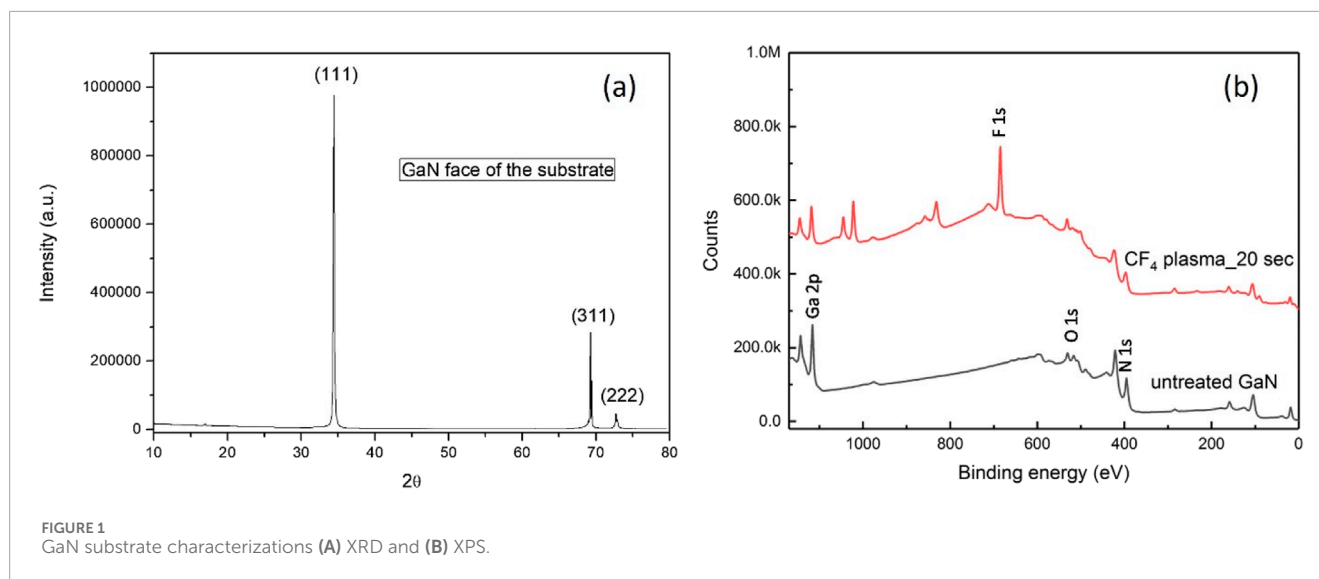 (a)
(111)
GaN face of the substrate
(311)
(222)
Intensity (a.u.)
1000000
800000
600000
400000
200000
0
10 20 30 40 50 60 70 80
2θ
(b)
1.0M
800.0k
600.0k
400.0k
200.0k
0.0
Counts
F 1s
CF₄ plasma_20 sec
Ga 2p
O 1s
N 1s
untreated GaN
1000 800 600 400 200 0
Binding energy (eV)
FIGURE 1
GaN substrate characterizations (A) XRD and (B) XPS.